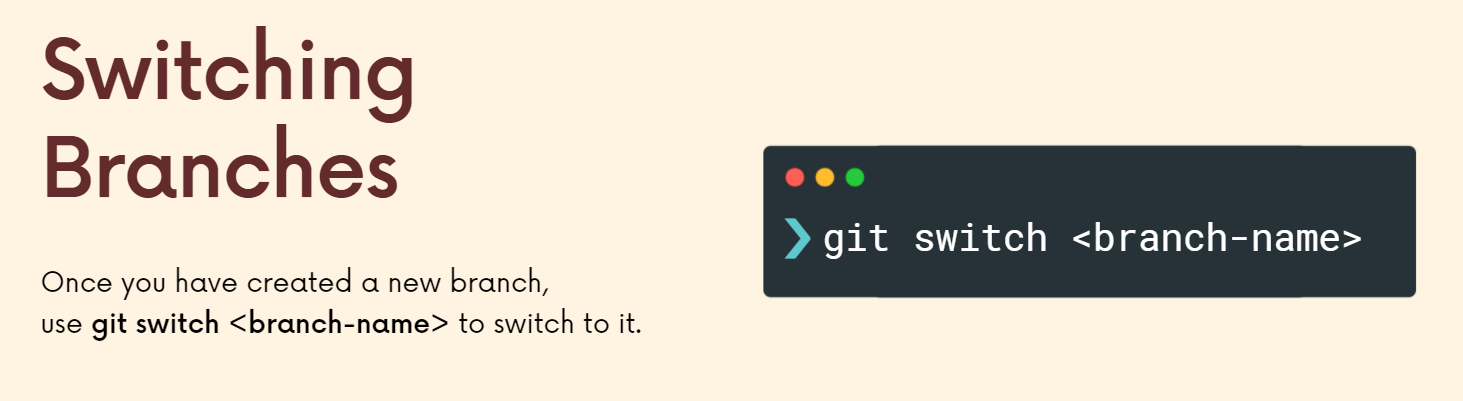 Switching
Branches
Once you have created a new branch,
use git switch <branch-name> to switch to it.
❯ git switch <branch-name>